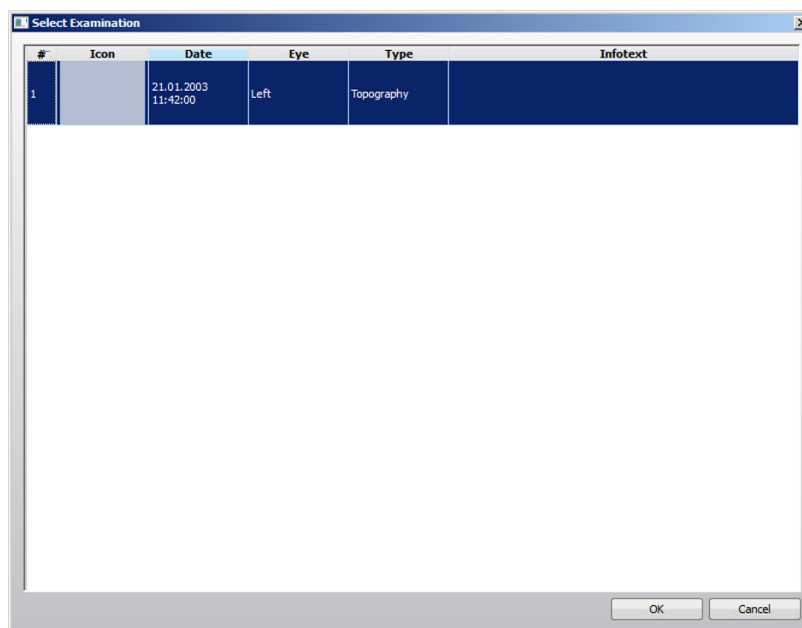 Select Examination
# Icon Date Eye Type Infotext
1 21.01.2003 11:42:00 Left Topography
OK Cancel